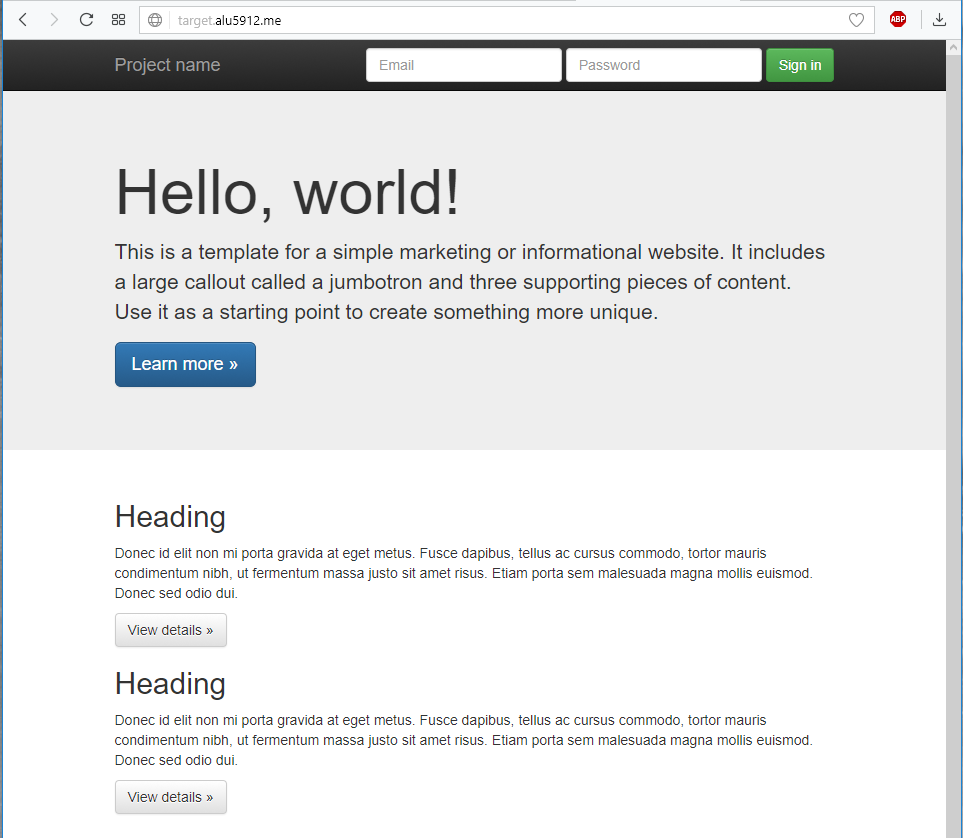 target.alu5912.me
ABP
Project name
Email
Password
Sign in
Hello, world!
This is a template for a simple marketing or informational website. It includes
a large callout called a jumbotron and three supporting pieces of content.
Use it as a starting point to create something more unique.
Learn more »
Heading
Donec id elit non mi porta gravida at eget metus. Fusce dapibus, tellus ac cursus commodo, tortor mauris
condimentum nibh, ut fermentum massa justo sit amet risus. Etiam porta sem malesuada magna mollis euismod.
Donec sed odio dui.
View details »
Heading
Donec id elit non mi porta gravida at eget metus. Fusce dapibus, tellus ac cursus commodo, tortor mauris
condimentum nibh, ut fermentum massa justo sit amet risus. Etiam porta sem malesuada magna mollis euismod.
Donec sed odio dui.
View details »